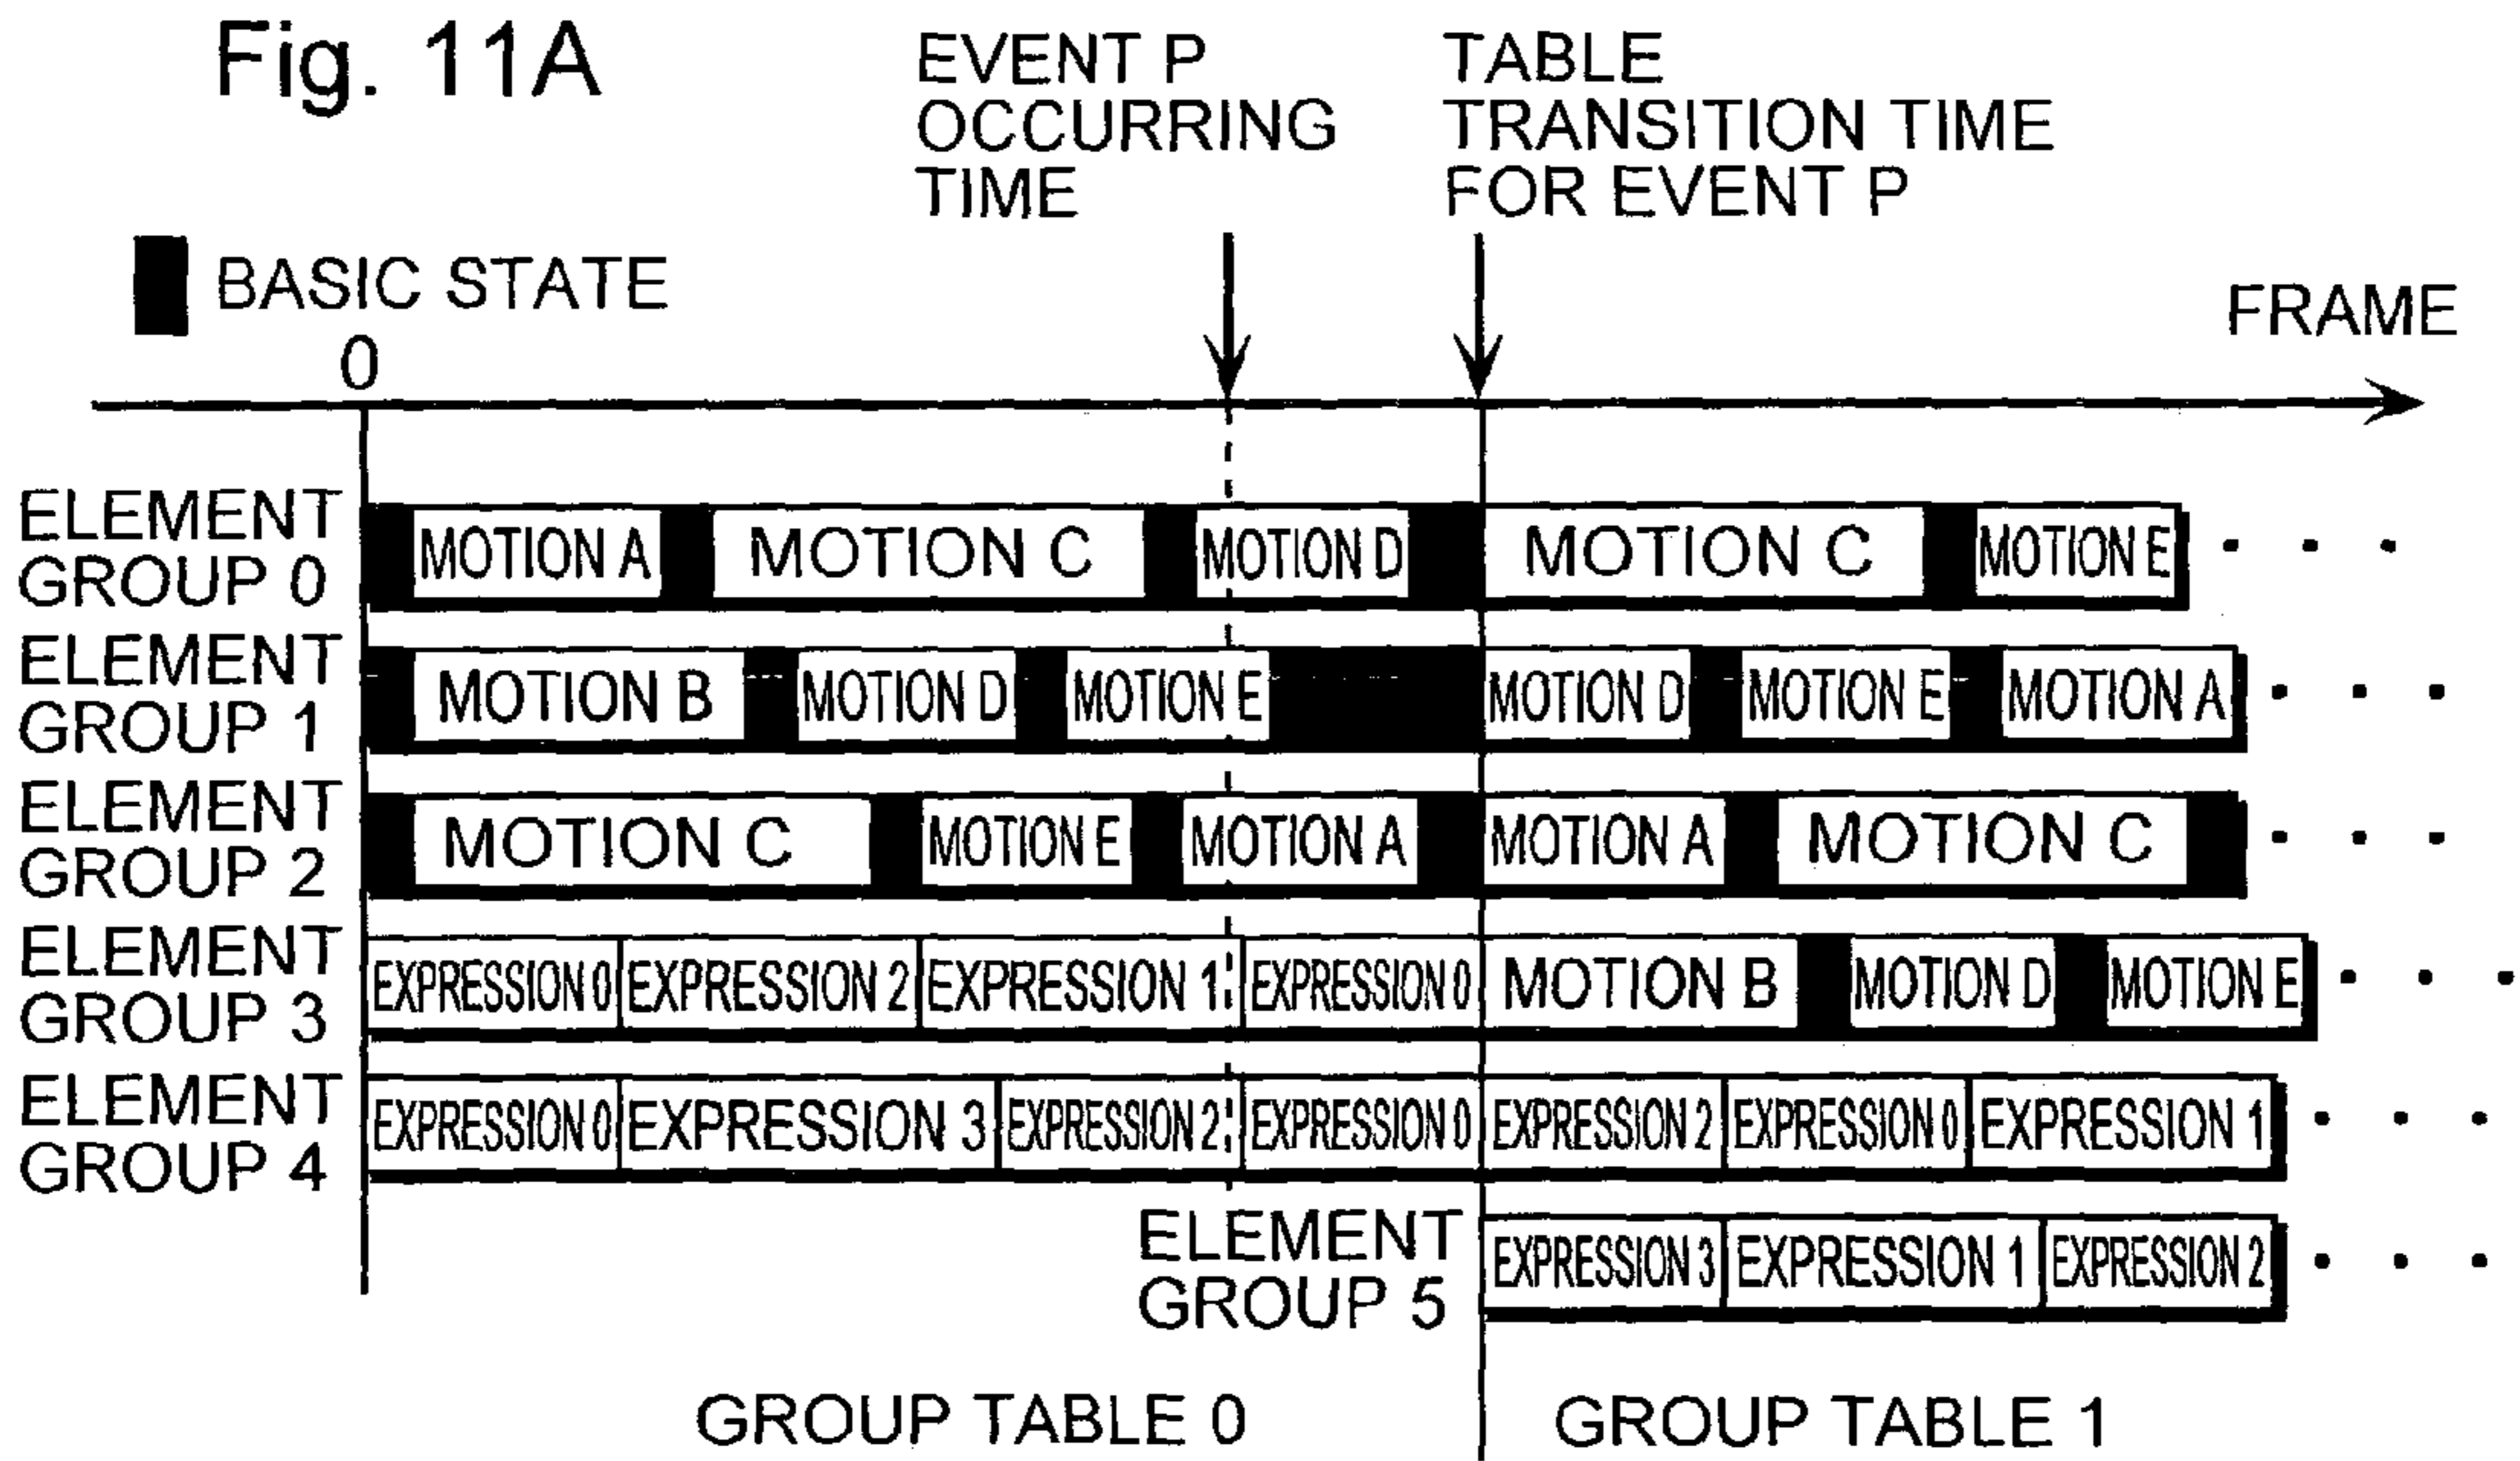 Fig. 11A
EVENT P
OCCURRING
TIME
TABLE
TRANSITION TIME
FOR EVENT P
BASIC STATE
FRAME
0
ELEMENT
GROUP 0
MOTION A
MOTION C
MOTION D
MOTION C
MOTION E
ELEMENT
GROUP 1
MOTION B
MOTION D
MOTION E
MOTION D
MOTION E
MOTION A
ELEMENT
GROUP 2
MOTION C
MOTION E
MOTION A
MOTION A
MOTION C
ELEMENT
GROUP 3
EXPRESSION 0
EXPRESSION 2
EXPRESSION 1
EXPRESSION 0
MOTION B
MOTION D
MOTION E
ELEMENT
GROUP 4
EXPRESSION 0
EXPRESSION 3
EXPRESSION 2
EXPRESSION 0
EXPRESSION 2
EXPRESSION 0
EXPRESSION 1
ELEMENT
GROUP 5
EXPRESSION 3
EXPRESSION 1
EXPRESSION 2
GROUP TABLE 0
GROUP TABLE 1